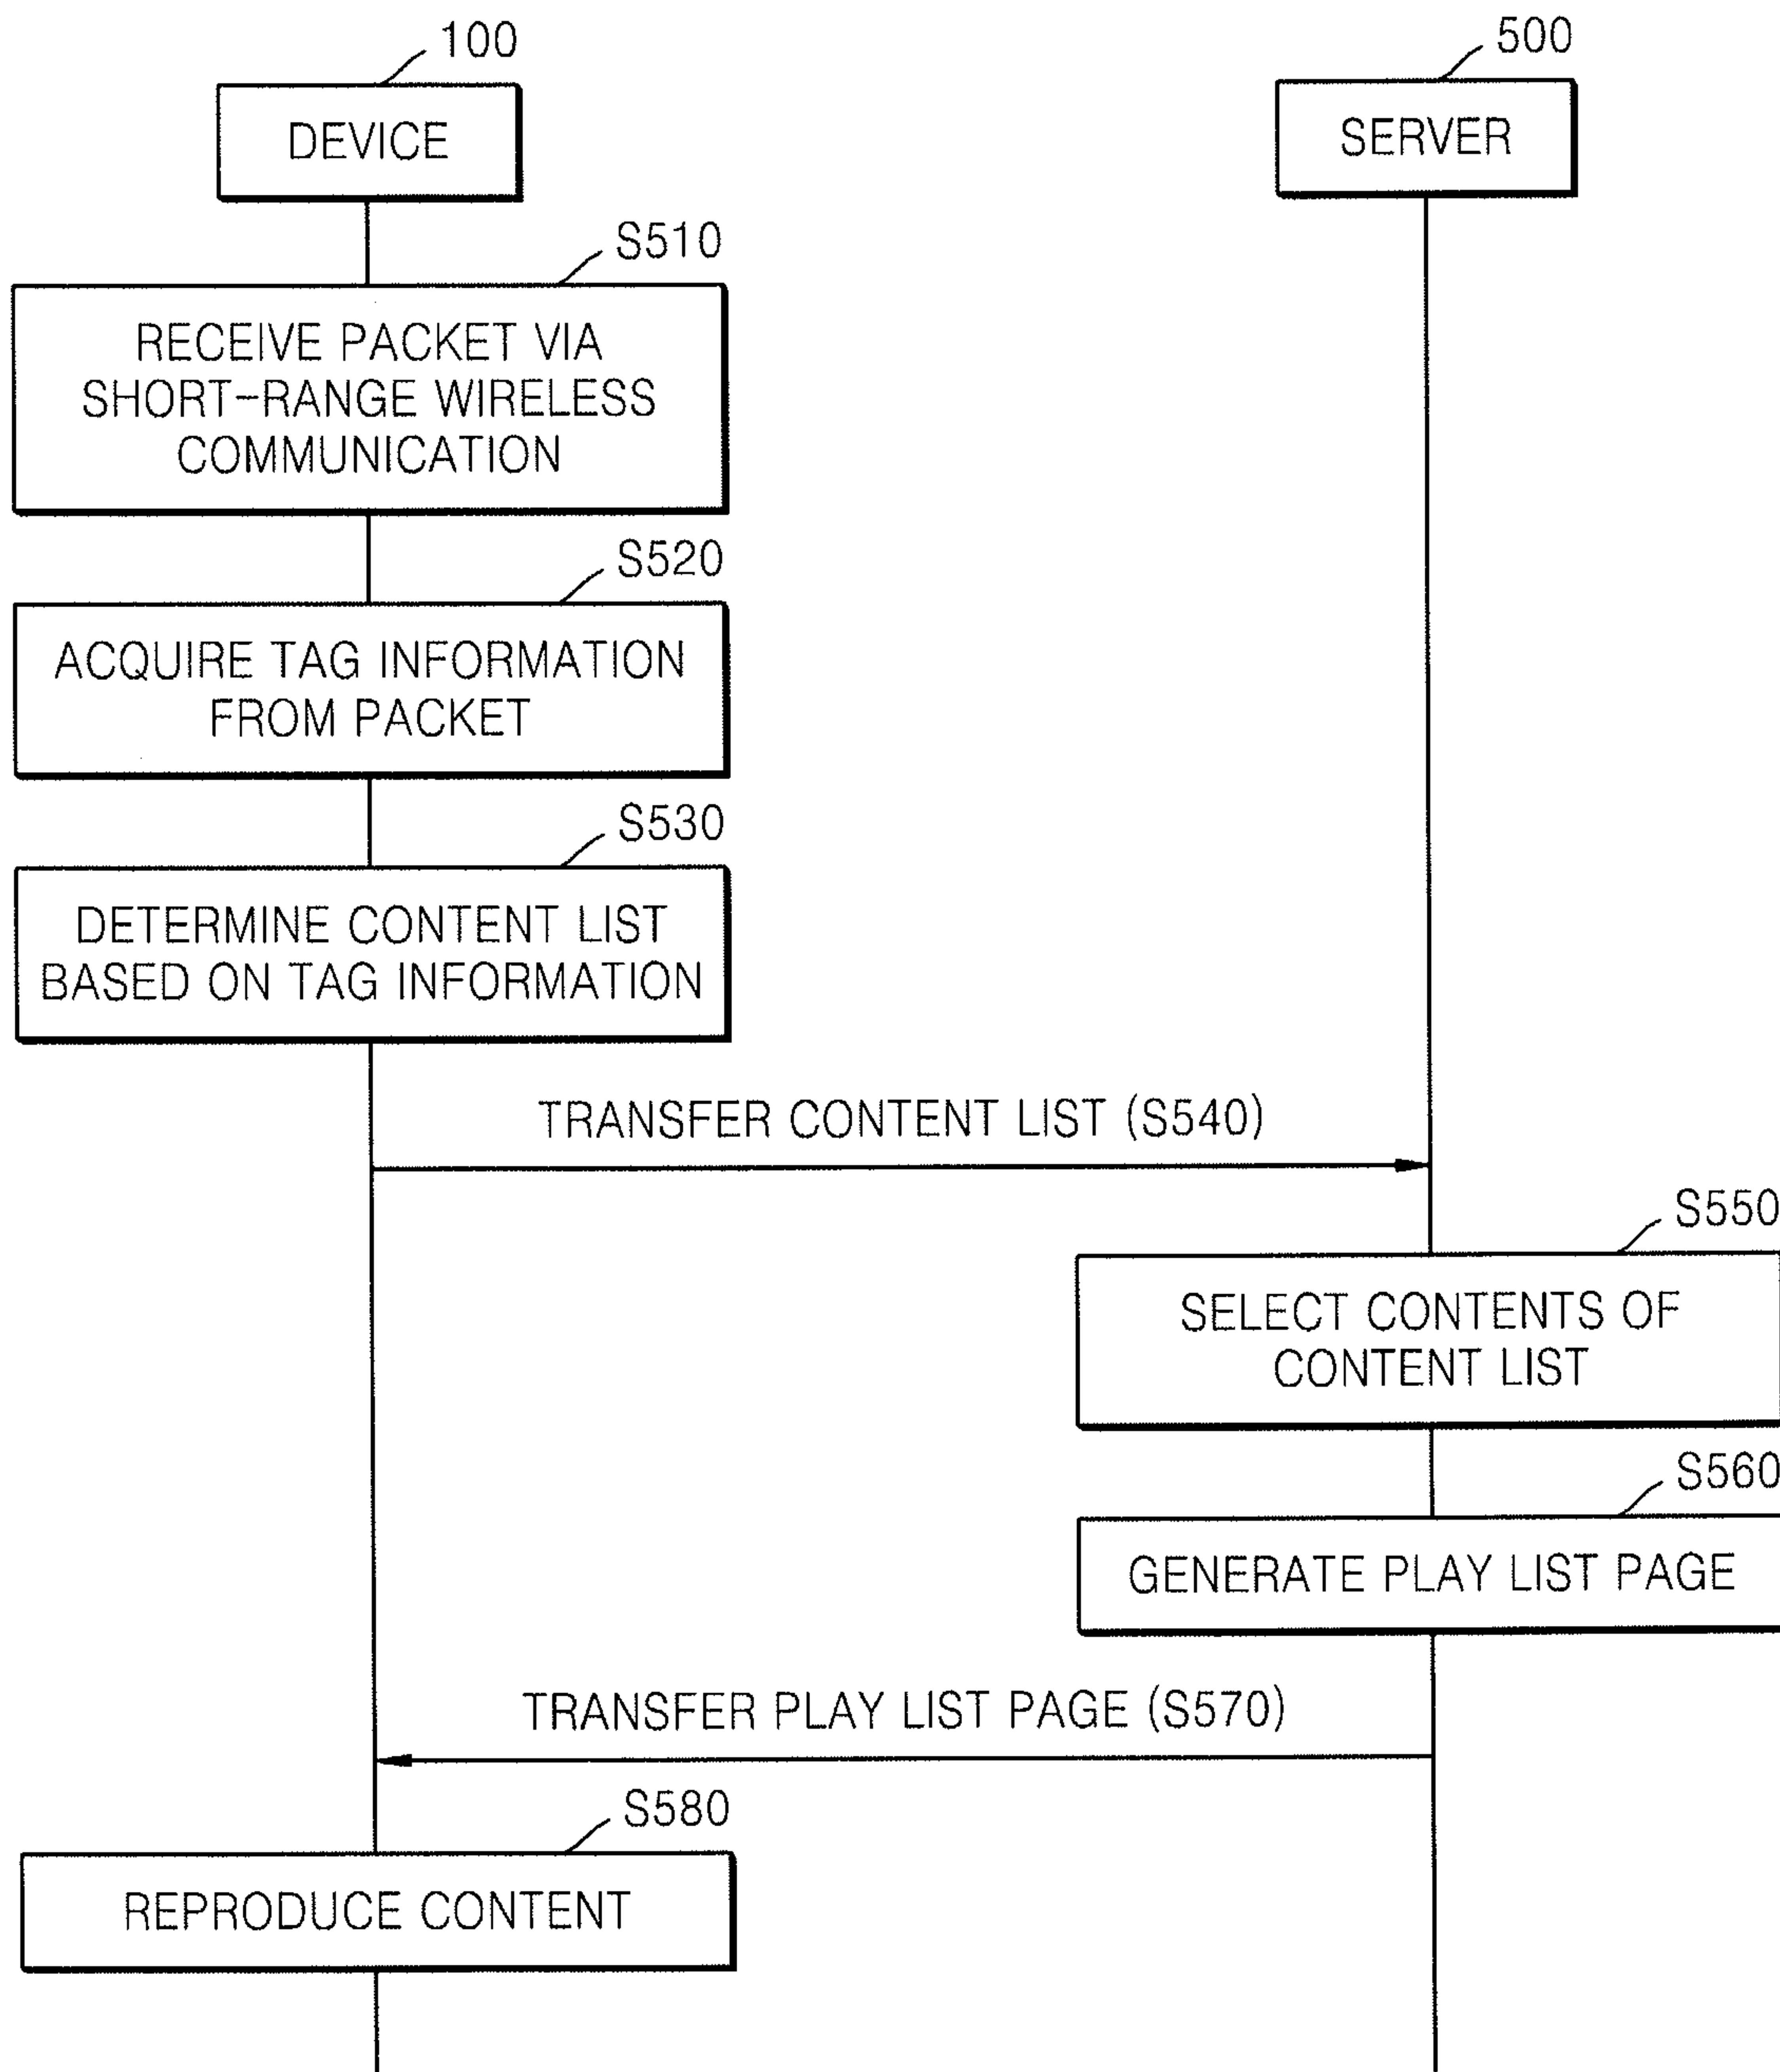 100
500
DEVICE
SERVER
S510
RECEIVE PACKET VIA
SHORT-RANGE WIRELESS
COMMUNICATION
S520
ACQUIRE TAG INFORMATION
FROM PACKET
S530
DETERMINE CONTENT LIST
BASED ON TAG INFORMATION
TRANSFER CONTENT LIST (S540)
S550
SELECT CONTENTS OF
CONTENT LIST
S560
GENERATE PLAY LIST PAGE
TRANSFER PLAY LIST PAGE (S570)
S580
REPRODUCE CONTENT